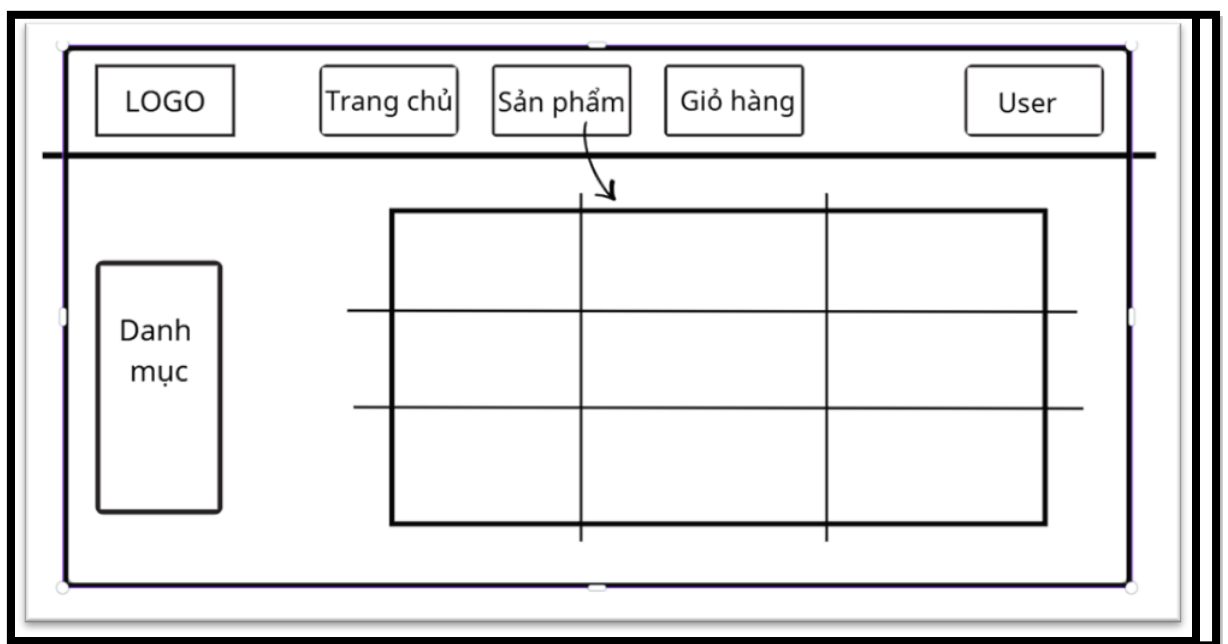 LOGO
Trang chủ
Sản phẩm
Giỏ hàng
User
Danh
mục